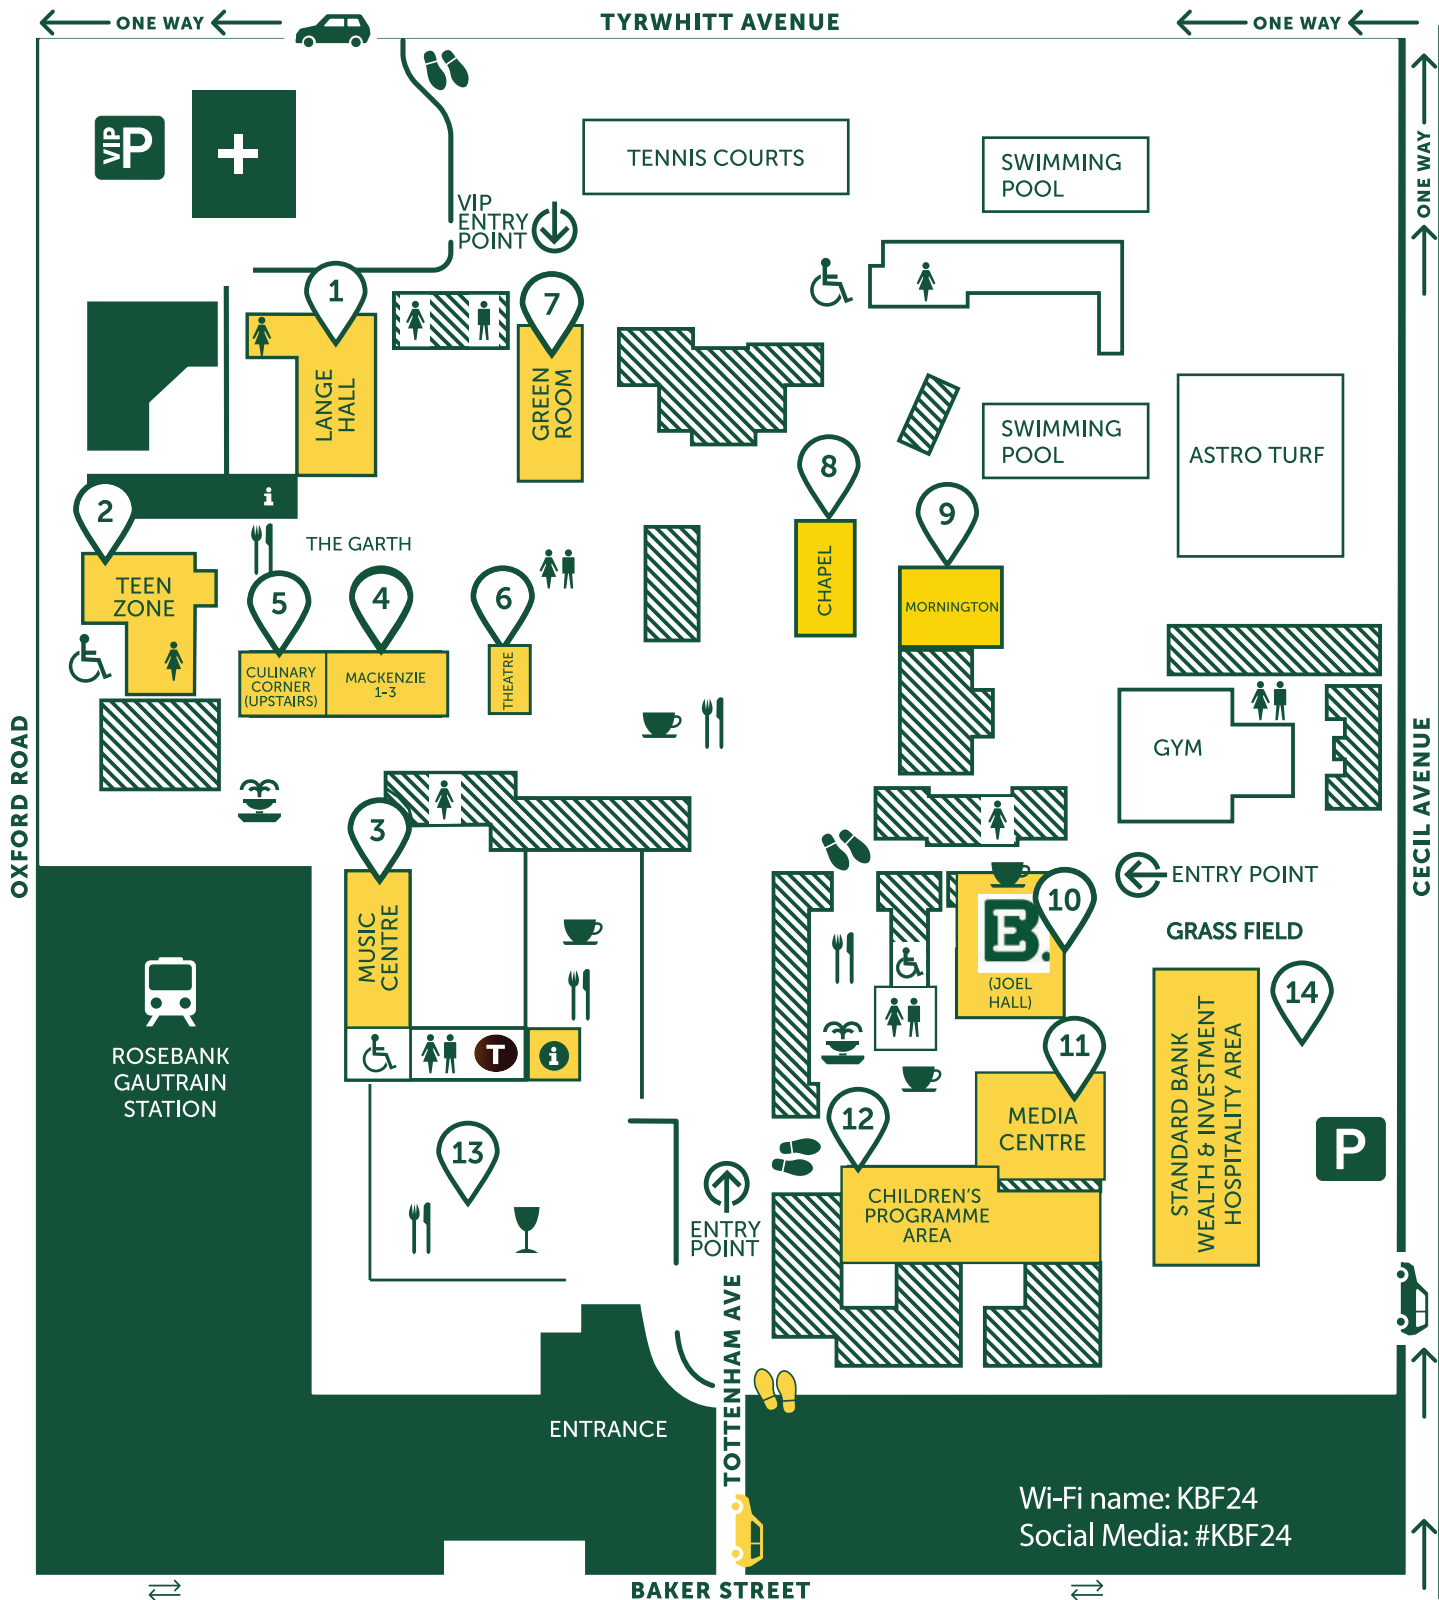 ONE WAY
TYRWHITT AVENUE
ONE WAY
VIP
P
TENNIS COURTS
SWIMMING
POOL
ONE WAY
VIP
ENTRY
POINT
1
7
LANGE
HALL
GREEN
ROOM
SWIMMING
POOL
ASTRO TURF
8
9
i
2
THE GARTH
TEEN
ZONE
5
4
6
CHAPEL
MORNINGTON
CULINARY
CORNER
(UPSTAIRS)
MACKENZIE
1-3
THEATRE
OXFORD ROAD
GYM
CECIL AVENUE
3
MUSIC
CENTRE
ENTRY POINT
10
E.
(JOEL
HALL)
GRASS FIELD
14
STANDARD BANK
WEALTH & INVESTMENT
HOSPITALITY AREA
ROSEBANK
GAUTRAIN
STATION
T
i
11
MEDIA
CENTRE
12
13
P
CHILDREN'S
PROGRAMME
AREA
ENTRY
POINT
TOTTENHAM AVE
ENTRANCE
Wi-Fi name: KBF24
Social Media: #KBF24
BAKER STREET